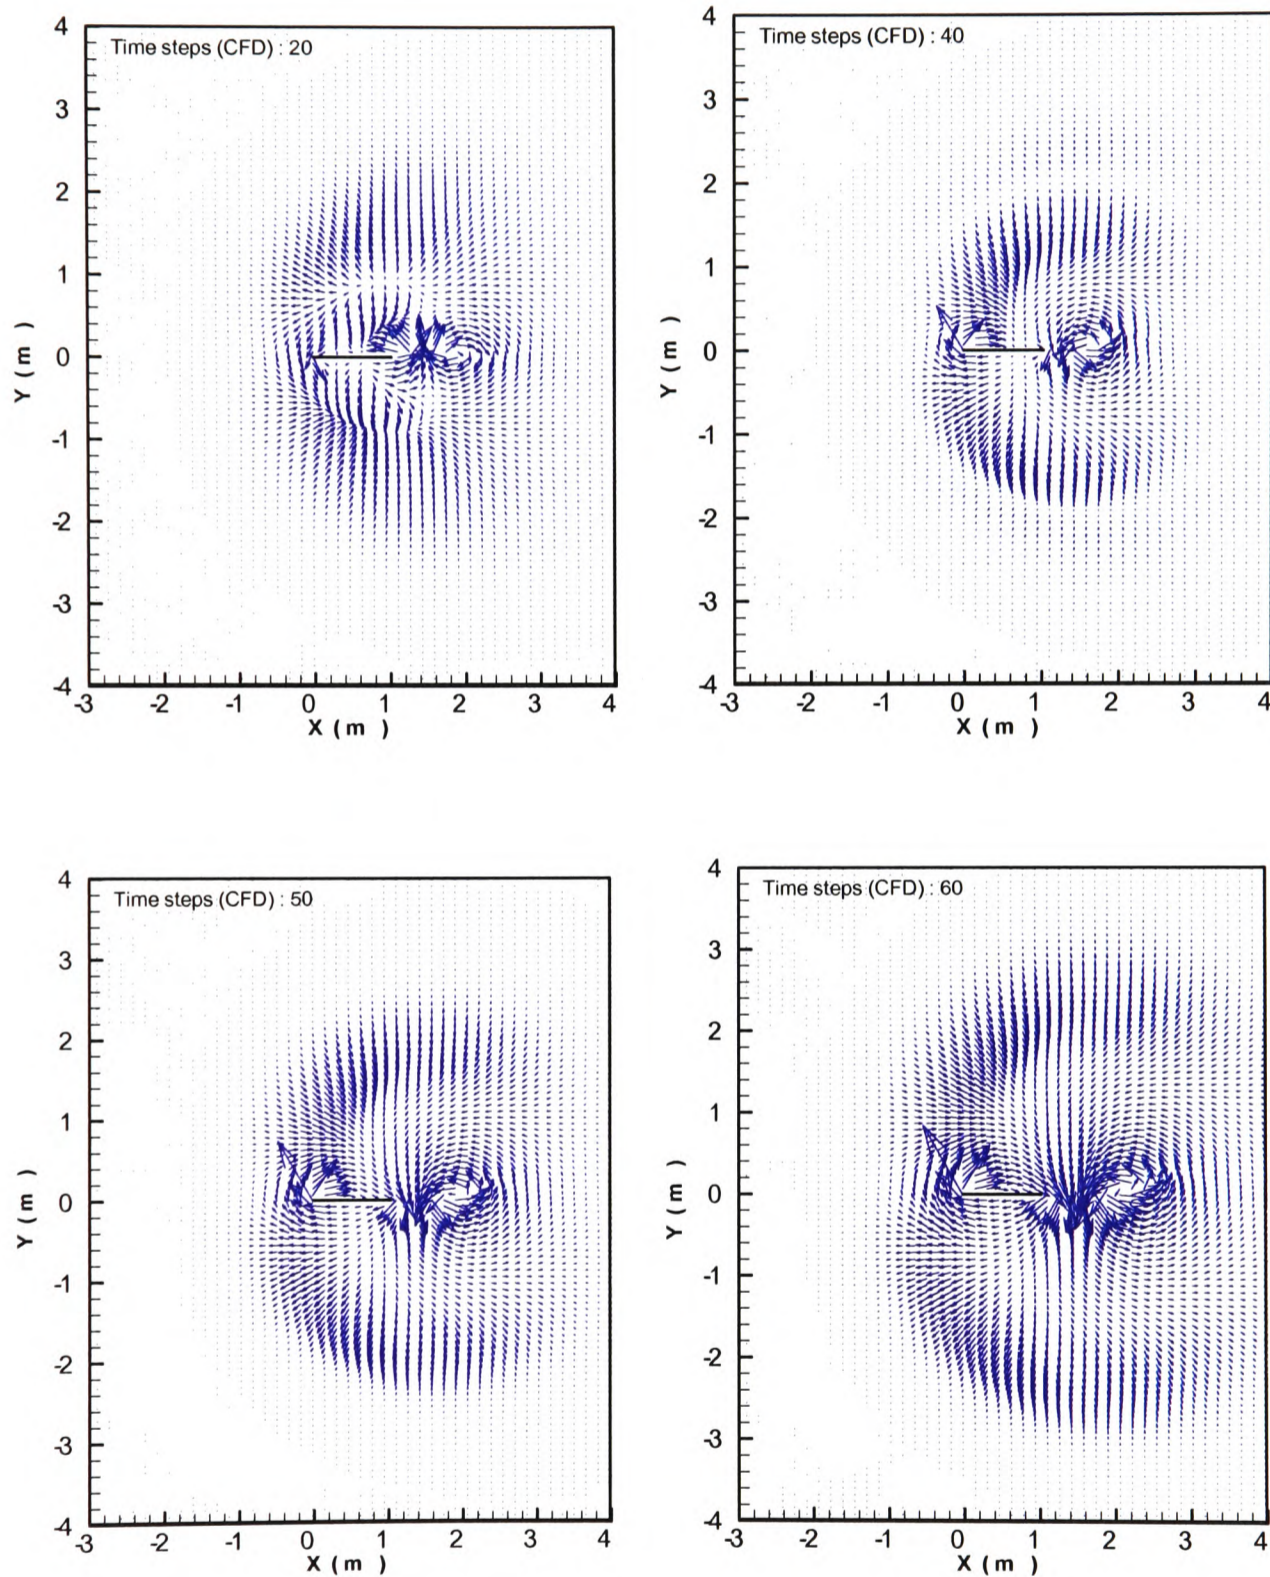 Time steps (CFD) : 20
4
3
2
1
0
-1
-2
-3
-4
Y ( m )
-3 -2 -1 0 1 2 3 4
X ( m )
Time steps (CFD) : 40
4
3
2
1
0
-1
-2
-3
-4
Y ( m )
-3 -2 -1 0 1 2 3 4
X ( m )
Time steps (CFD) : 50
4
3
2
1
0
-1
-2
-3
-4
Y ( m )
-3 -2 -1 0 1 2 3 4
X ( m )
Time steps (CFD) : 60
4
3
2
1
0
-1
-2
-3
-4
Y ( m )
-3 -2 -1 0 1 2 3 4
X ( m )